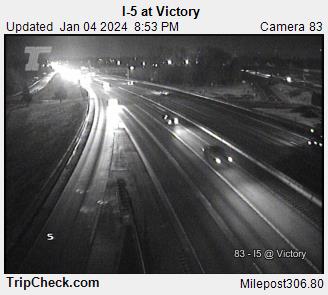 I-5 at Victory
Updated Jan 04 2024 8:53 PM Camera 83
TT
S
83 - I5 @ Victory
TripCheck.com Milepost306.80